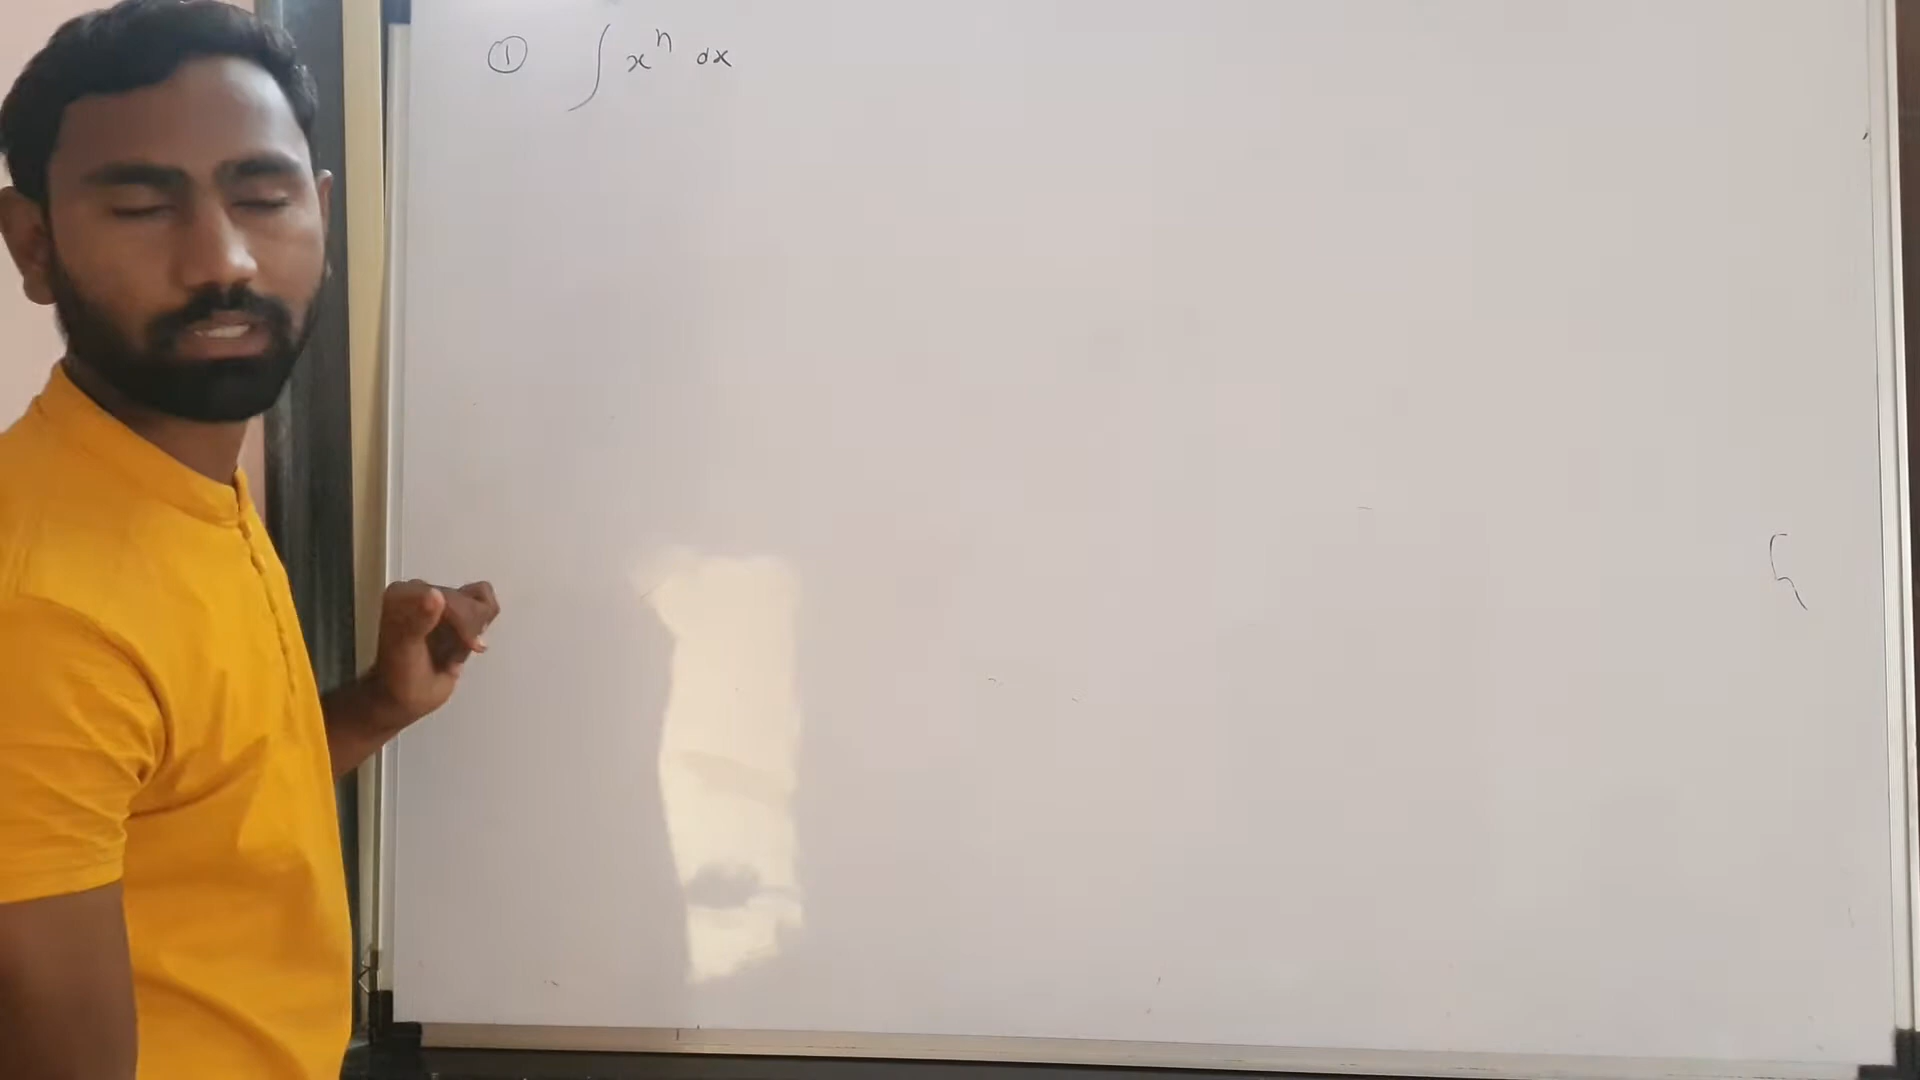 ① ∫ xⁿ dx